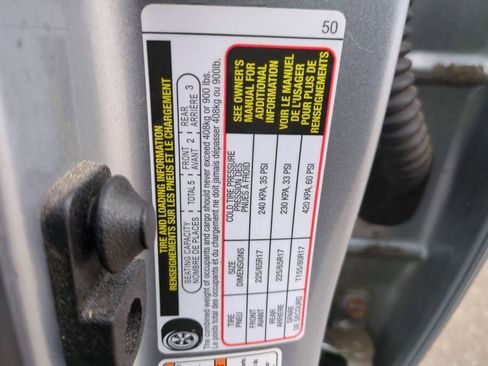 50
TIRE AND LOADING INFORMATION
RENSEIGNEMENTS SUR LES PNEUS ET LE CHARGEMENT
SEATING CAPACITY TOTAL 5 FRONT 2 REAR 3
NOMBRE DE PLACES AVANT ARRIÈRE
The combined weight of occupants and cargo should never exceed 408kg or 900 lbs.
Le poids total des occupants et du chargement ne doit jamais dépasser 408kg ou 900lb.
TIRE SIZE COLD TIRE PRESSURE
PNEU DIMENSIONS PRESSION DES PNUES À FROID
FRONT 225/65R17 240 KPA, 35 PSI
AVANT
REAR 225/65R17 230 KPA, 33 PSI
ARRIÈRE
SPARE T155/80R17 420 KPA, 60 PSI
DE SECOURS
SEE OWNER'S
MANUAL FOR
ADDITIONAL
INFORMATION
VOIR LE MANUEL
DE L'USAGER
POUR PLUS DE
RENSEIGNEMENTS